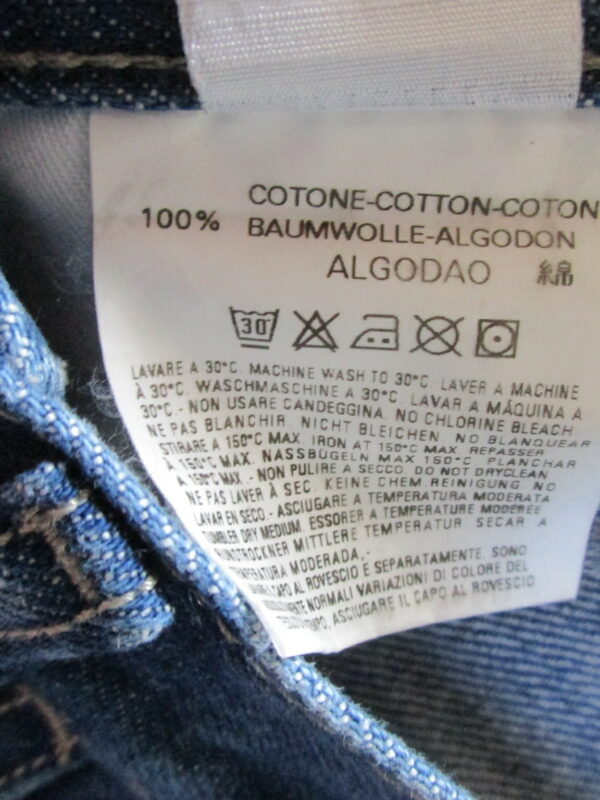 COTONE-COTTON-COTON
100% BAUMWOLLE-ALGODON
ALGODAO 綿
30
LAVARE A 30°C. MACHINE WASH TO 30°C. LAVER A MACHINE
À 30°C. WASCHMASCHINE A 30°C. LAVAR A MÁQUINA A
30°C.- NON USARE CANDEGGINA. NO CHLORINE BLEACH
NE PAS BLANCHIR. NICHT BLEICHEN. NO BLANQUEAR
STIRARE A 150°C MAX. IRON AT 150°C MAX. REPASSER
À 150°C MAX. NASSBÜGELN MAX 150°C. PLANCHAR
A 150°C MAX.- NON PULIRE A SECCO. DO NOT DRYCLEAN
NE PAS LAVER À SEC. KEINE CHEM.REINIGUNG. NO
LAVAR EN SECO.- ASCIUGARE A TEMPERATURA MODERATA
TUMBLER DRY MEDIUM. ESSORER A TEMPERATURE MODEREE
MITTLERE TEMPERATUR. SECAR A
MODERADA.-
CAPO AL ROVESCIO E SEPARATAMENTE. SONO
NORMALI VARIAZIONI DI COLORE DEL
ASCIUGARE IL CAPO AL ROVESCIO